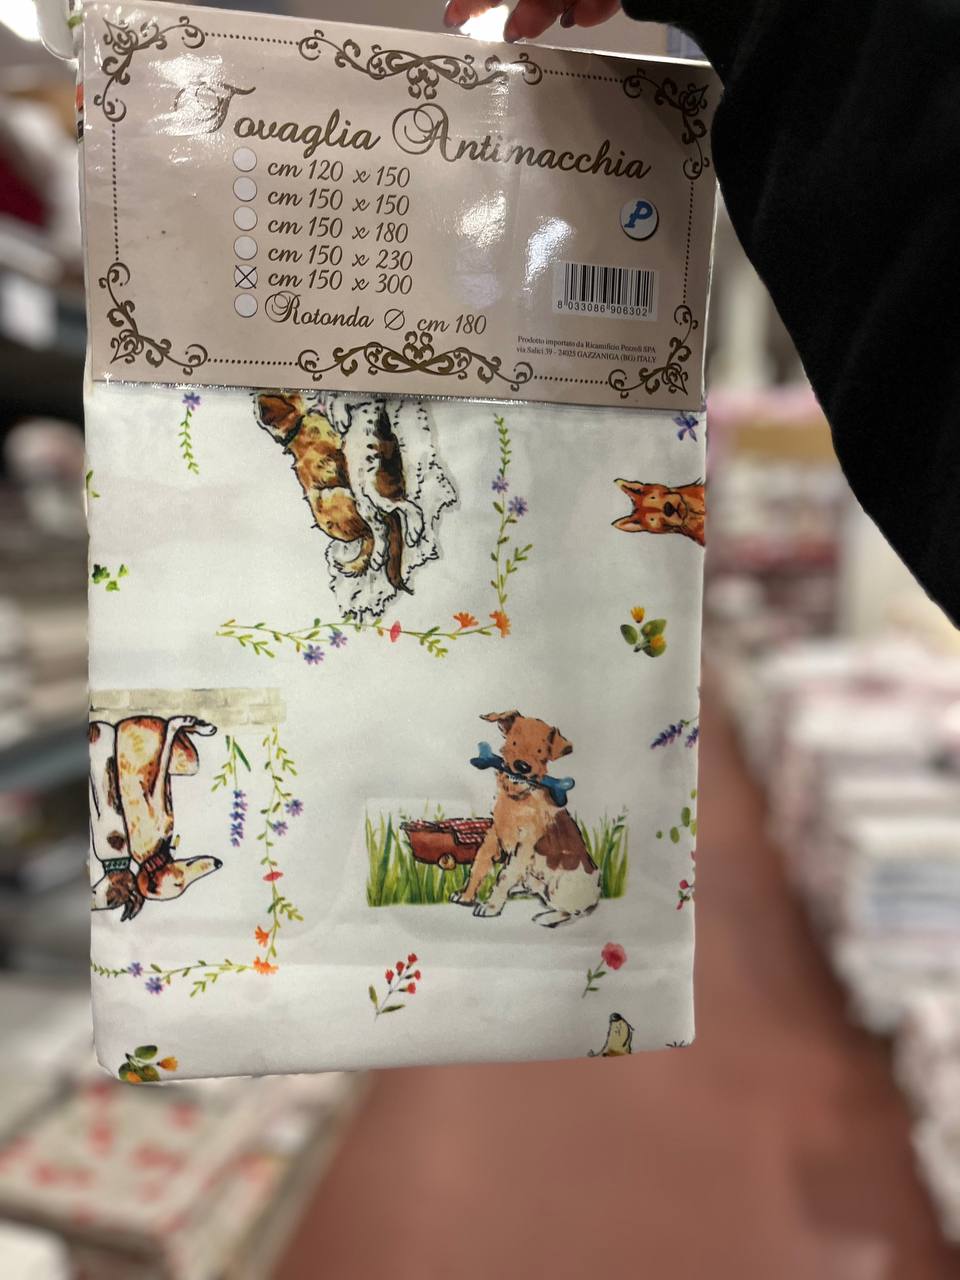 Tovaglia Antimacchia
cm 120 x 150
cm 150 x 150
cm 150 x 180
cm 150 x 230
cm 150 x 300
Rotonda Ø cm 180
P
8 033086 906302
Prodotto importato da Ricamificio Pezzoli SPA
via Salici 39 - 24025 GAZZANIGA (BG) ITALY